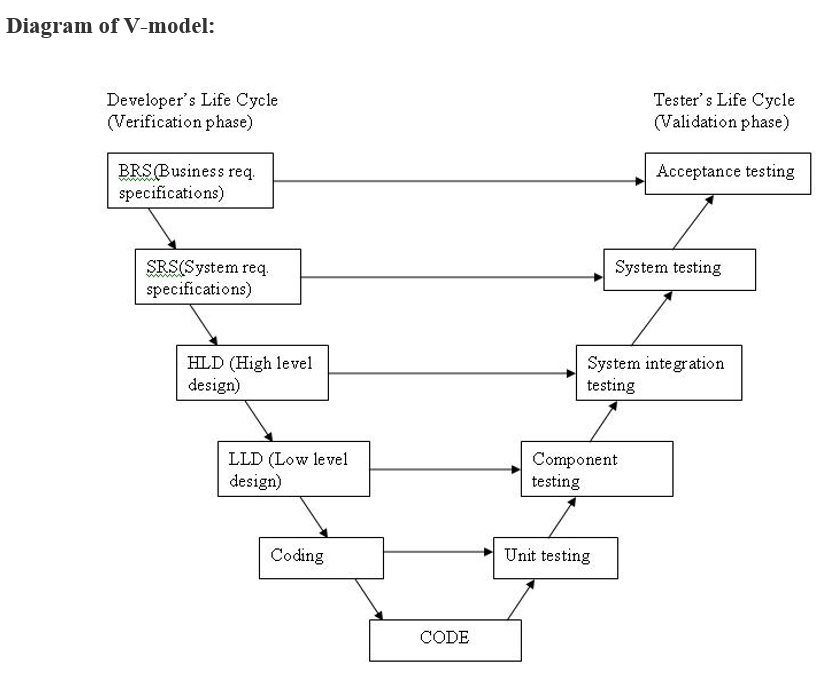 Diagram of V-model:
Developer's Life Cycle
(Verification phase)
Tester's Life Cycle
(Validation phase)
BRS(Business req.
specifications)
Acceptance testing
SRS(System req.
specifications)
System testing
HLD (High level
design)
System integration
testing
LLD (Low level
design)
Component
testing
Coding
Unit testing
CODE